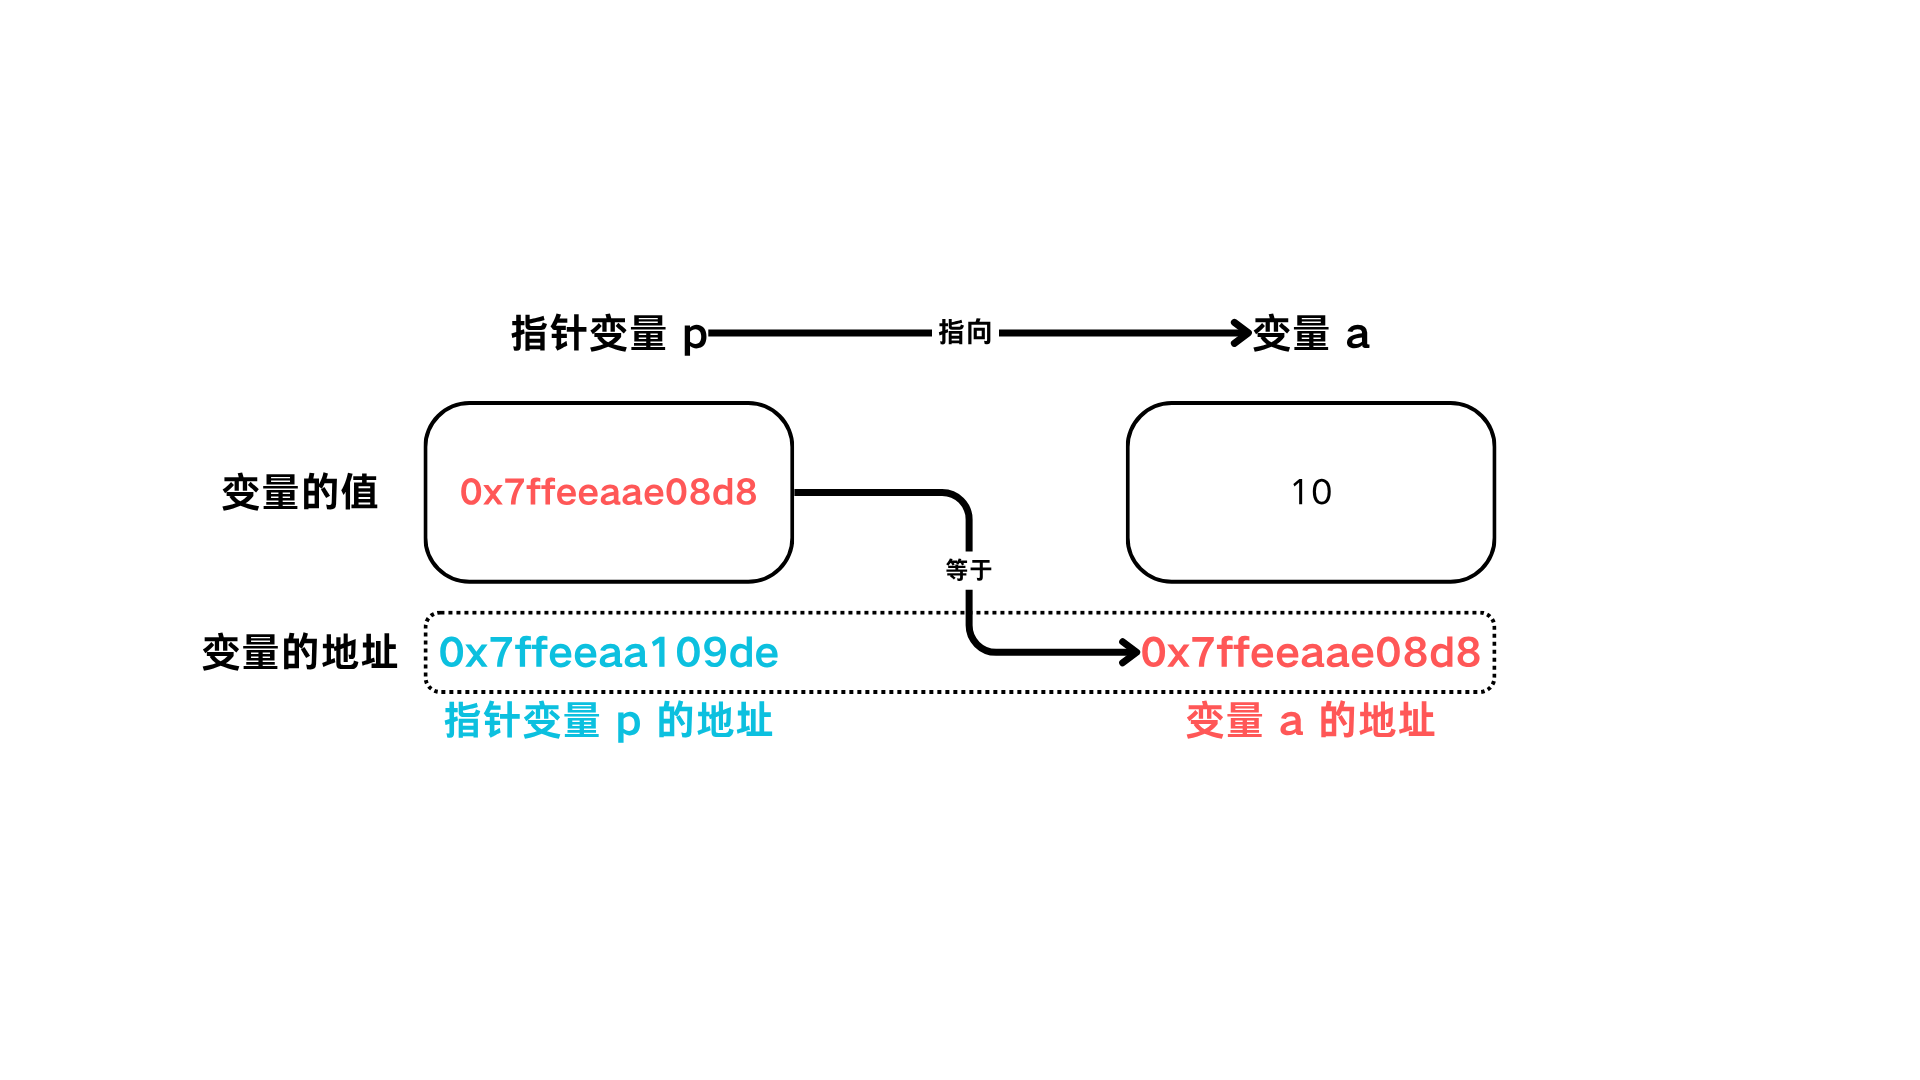 指针变量 p 指向 变量 a
变量的值 0x7ffeeaae08d8 10
等于
变量的地址 0x7ffeeaa109de 0x7ffeeaae08d8
指针变量 p 的地址 变量 a 的地址